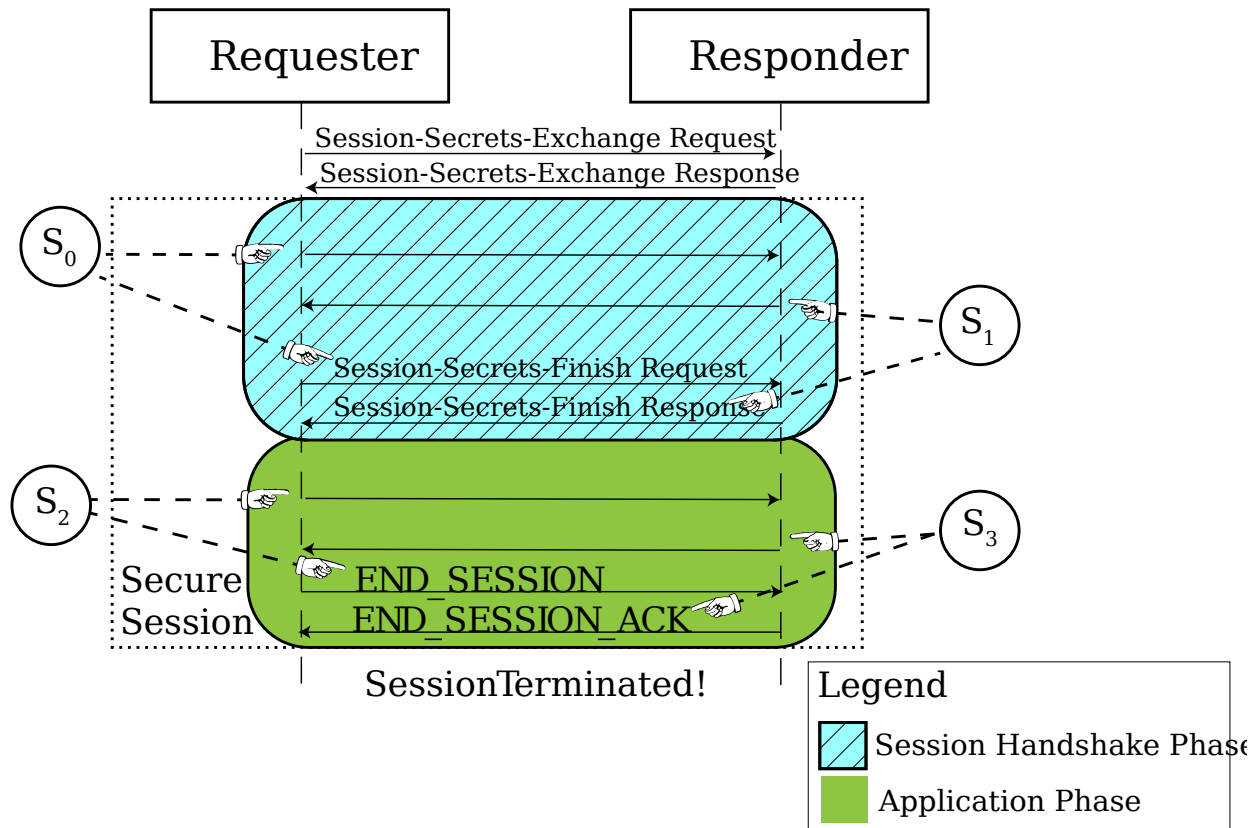 Requester
Responder
Session-Secrets-Exchange Request
Session-Secrets-Exchange Response
S0
S1
Session-Secrets-Finish Request
Session-Secrets-Finish Response
S2
S3
Secure
Session
END_SESSION
END_SESSION_ACK
SessionTerminated!
Legend
Session Handshake Phase
Application Phase